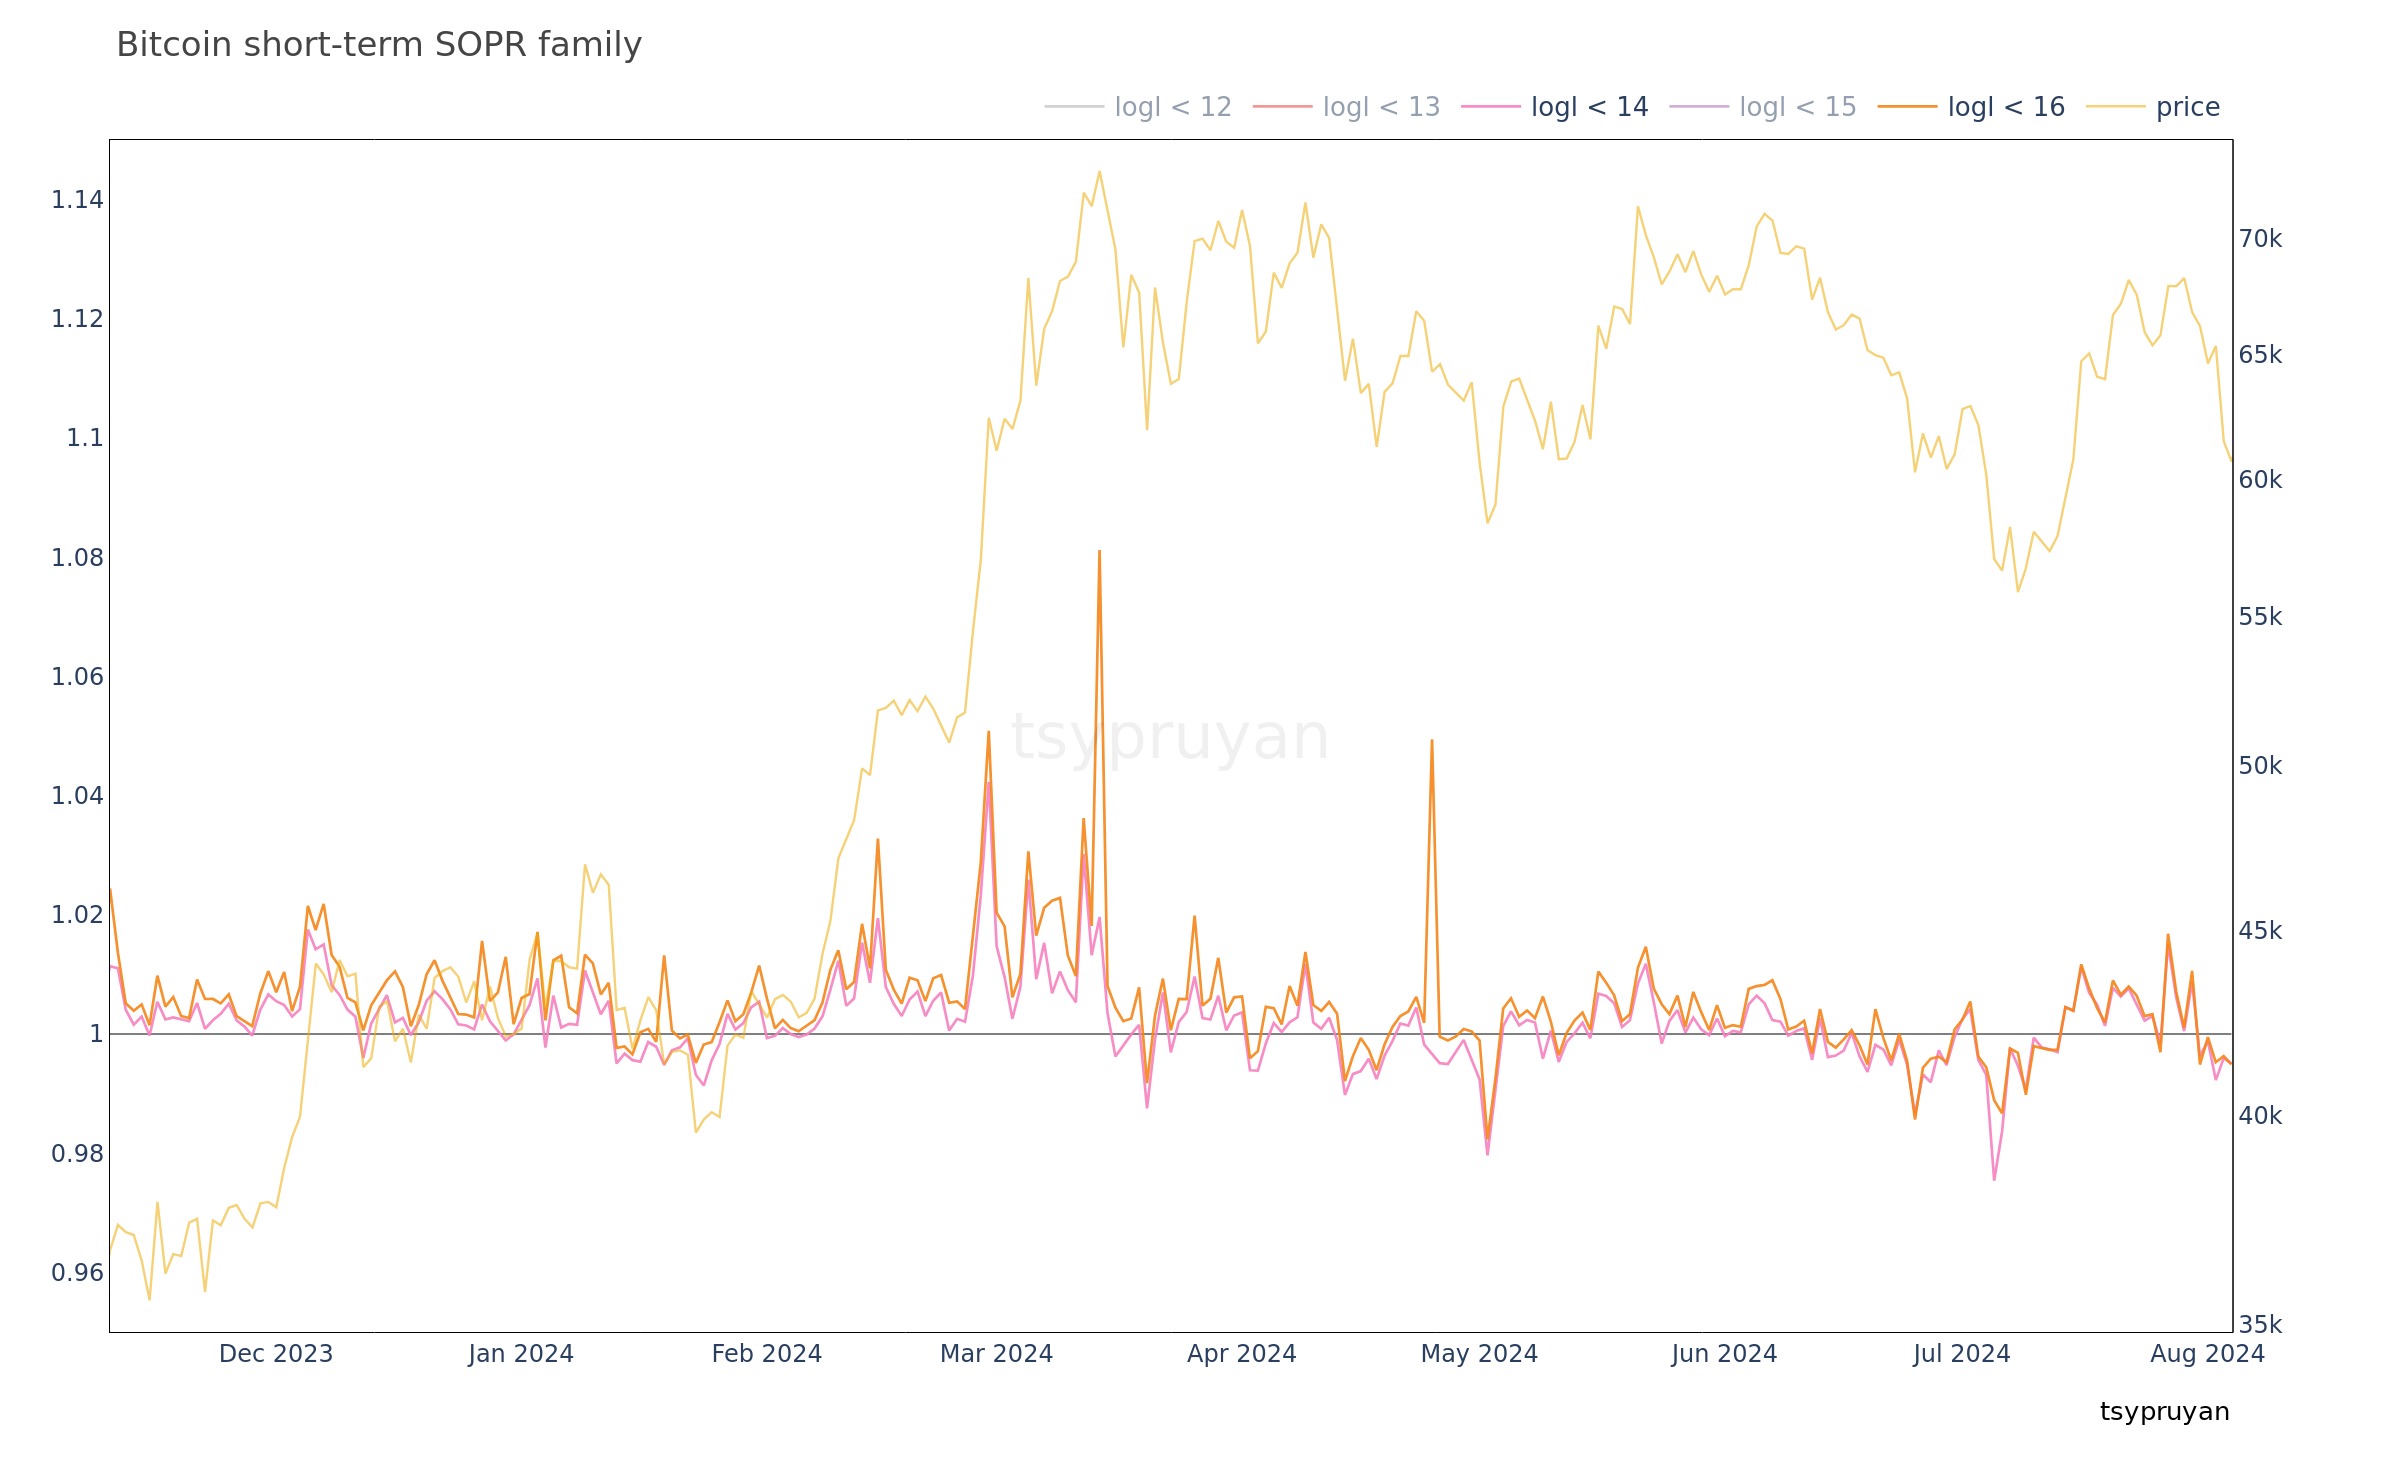 Bitcoin short-term SOPR family
logl < 12 logl < 13 logl < 14 logl < 15 logl < 16 price
1.14
1.12
1.1
1.08
1.06
1.04
1.02
1
0.98
0.96
70k
65k
60k
55k
50k
45k
40k
35k
tsypruyan
Dec 2023 Jan 2024 Feb 2024 Mar 2024 Apr 2024 May 2024 Jun 2024 Jul 2024 Aug 2024
tsypruyan